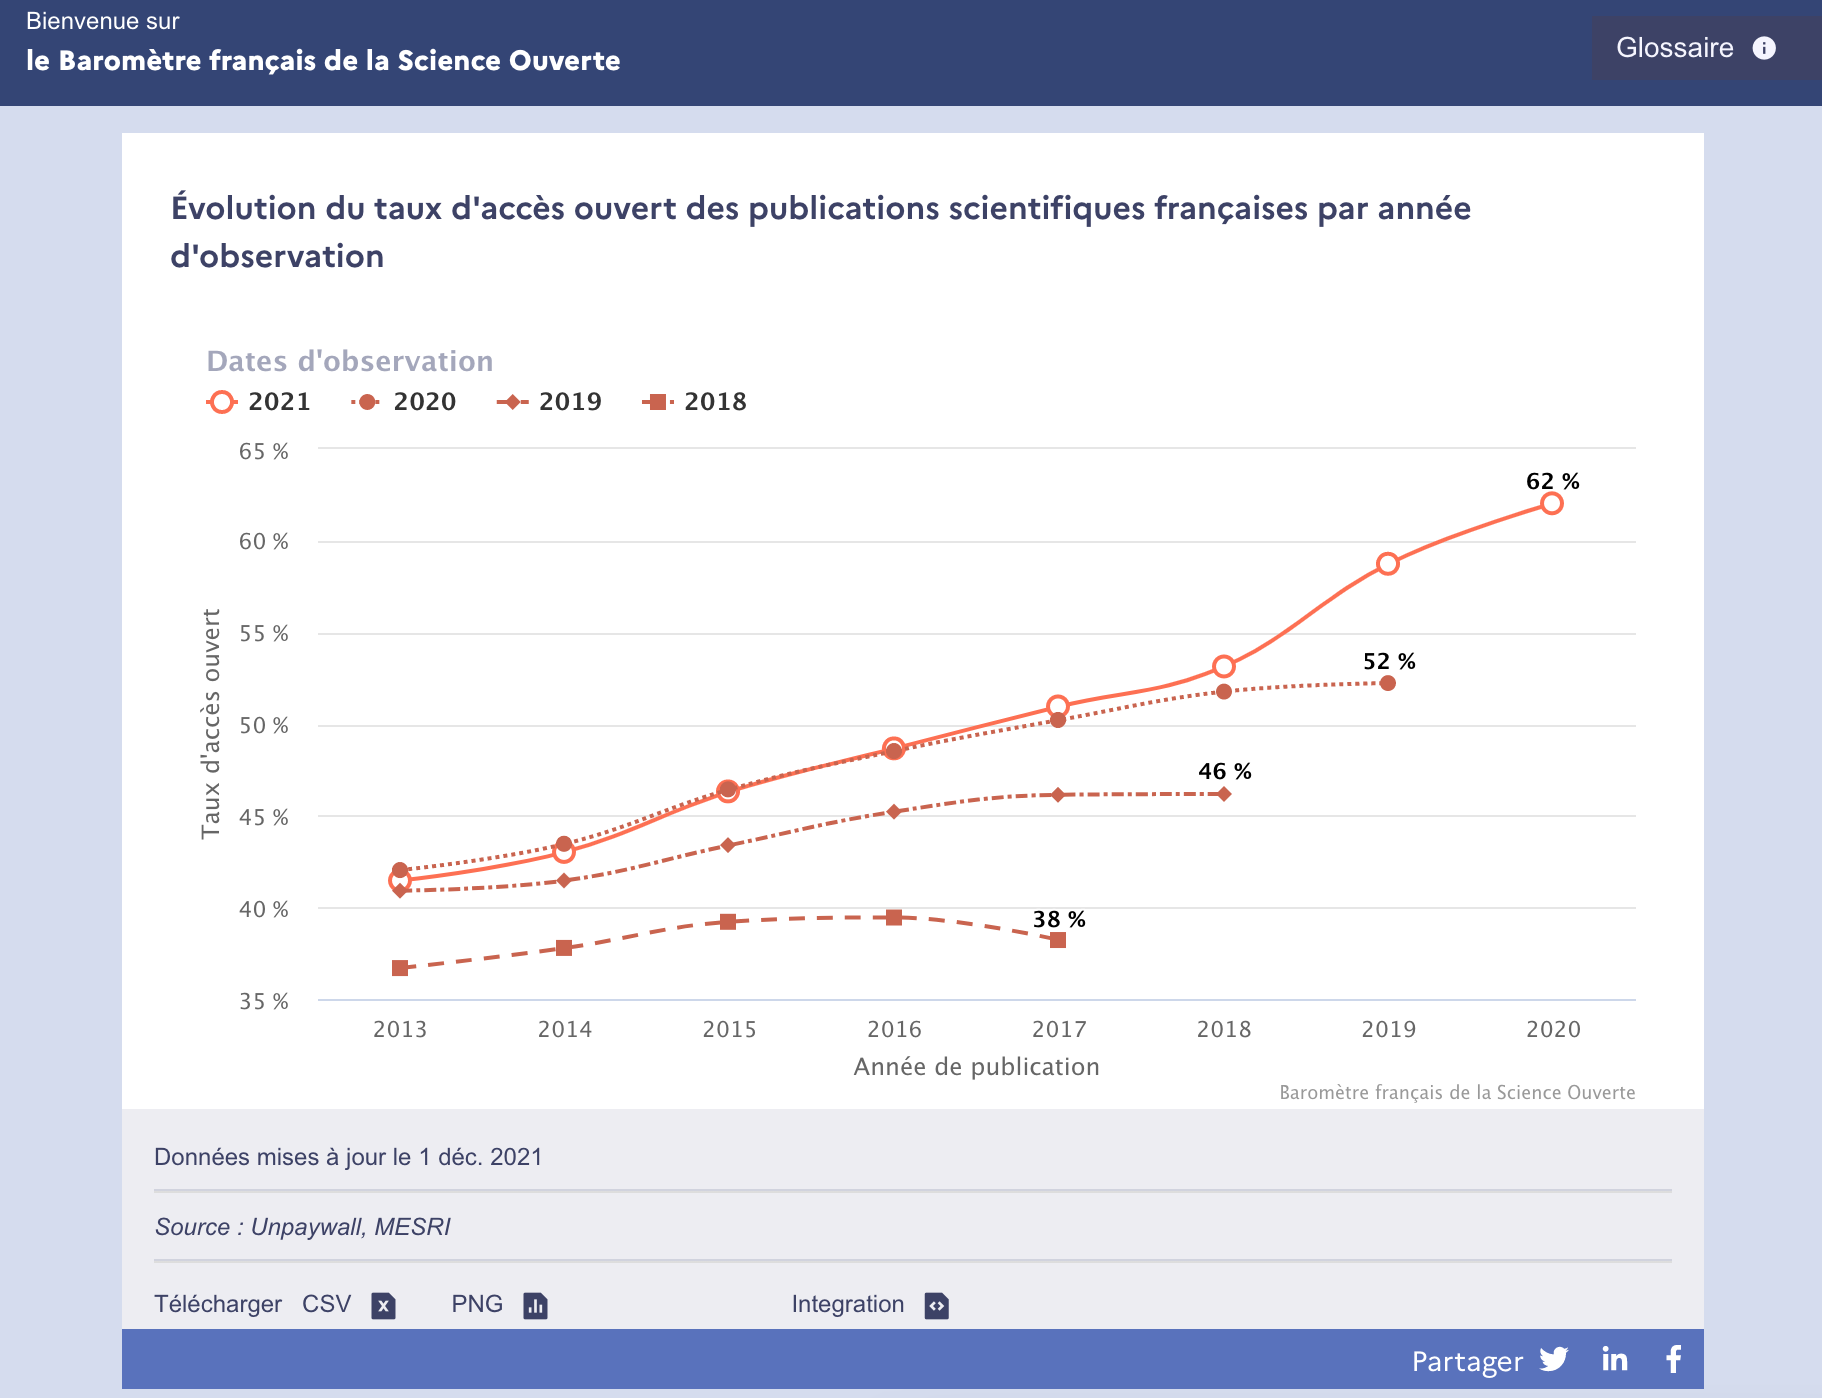 Bienvenue sur
le Baromètre français de la Science Ouverte
Glossaire
Évolution du taux d'accès ouvert des publications scientifiques françaises par année
d'observation
Dates d'observation
2021 2020 2019 2018
65 %
60 %
55 %
50 %
45 %
40 %
35 %
Taux d'accès ouvert
62 %
52 %
46 %
38 %
2013 2014 2015 2016 2017 2018 2019 2020
Année de publication
Baromètre français de la Science Ouverte
Données mises à jour le 1 déc. 2021
Source : Unpaywall, MESRI
Télécharger CSV X PNG Integration
Partager